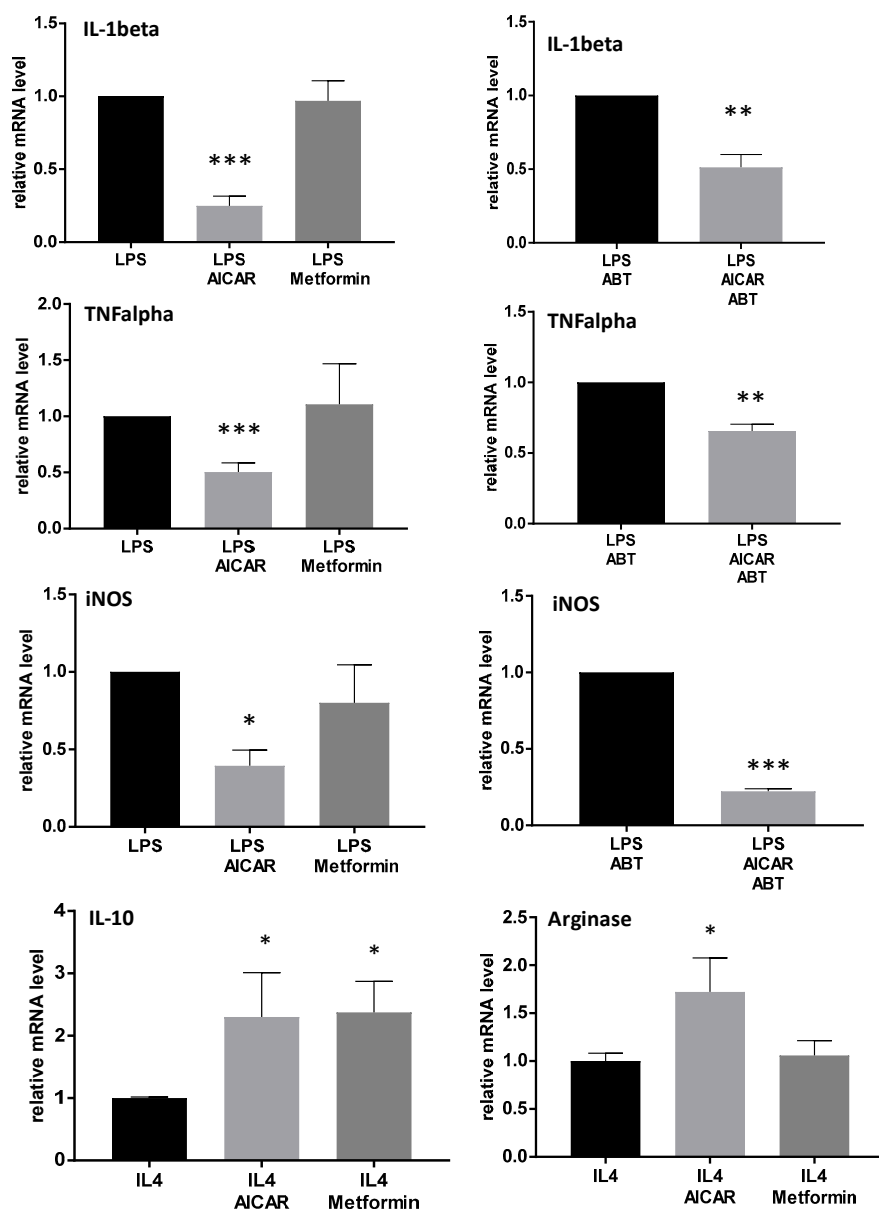 IL-1beta
relative mRNA level
1.5
1.0
0.5
0.0
***
LPS
LPS
AICAR
LPS
Metformin
IL-1beta
relative mRNA level
1.5
1.0
0.5
0.0
**
LPS
ABT
LPS
AICAR
ABT
TNFalpha
relative mRNA level
2.0
1.5
1.0
0.5
0.0
***
LPS
LPS
AICAR
LPS
Metformin
TNFalpha
relative mRNA level
1.5
1.0
0.5
0.0
**
LPS
ABT
LPS
AICAR
ABT
iNOS
relative mRNA level
1.5
1.0
0.5
0.0
*
LPS
LPS
AICAR
LPS
Metformin
iNOS
relative mRNA level
1.5
1.0
0.5
0.0
***
LPS
ABT
LPS
AICAR
ABT
IL-10
relative mRNA level
4
3
2
1
0
*
*
IL4
IL4
AICAR
IL4
Metformin
Arginase
relative mRNA level
2.5
2.0
1.5
1.0
0.5
0.0
*
IL4
IL4
AICAR
IL4
Metformin